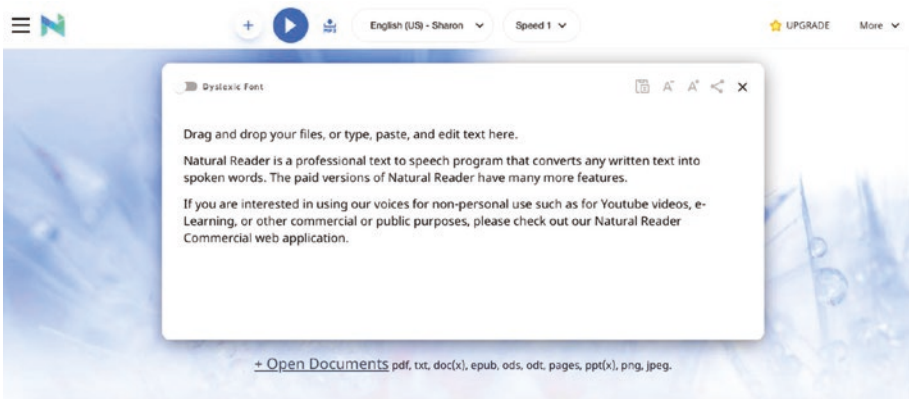 N
+
MP3
English (US) - Sharon
Speed 1
UPGRADE
More
Dyslexic Font
A-
A+
×
Drag and drop your files, or type, paste, and edit text here.
Natural Reader is a professional text to speech program that converts any written text into
spoken words. The paid versions of Natural Reader have many more features.
If you are interested in using our voices for non-personal use such as for Youtube videos, e-
Learning, or other commercial or public purposes, please check out our Natural Reader
Commercial web application.
+ Open Documents pdf, txt, doc(x), epub, ods, odt, pages, ppt(x), png, jpeg.